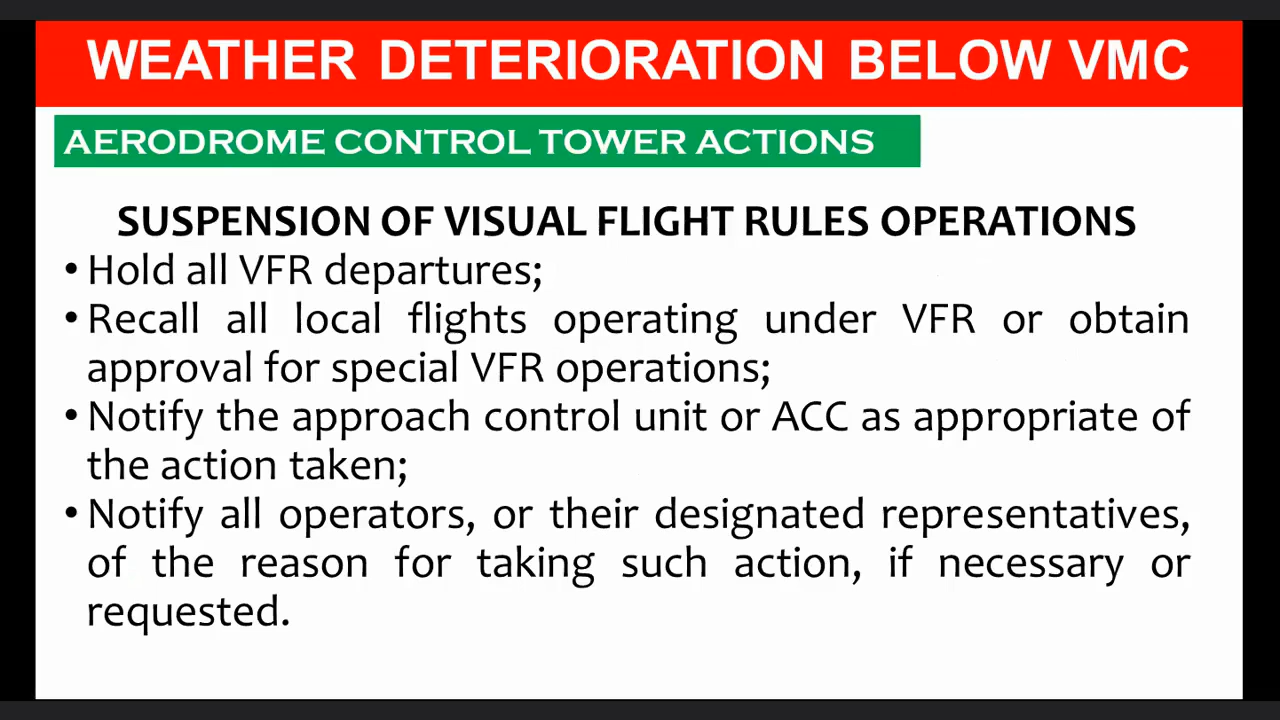 WEATHER DETERIORATION BELOW VMC
AERODROME CONTROL TOWER ACTIONS
SUSPENSION OF VISUAL FLIGHT RULES OPERATIONS
• Hold all VFR departures;
• Recall all local flights operating under VFR or obtain
approval for special VFR operations;
• Notify the approach control unit or ACC as appropriate of
the action taken;
• Notify all operators, or their designated representatives,
of the reason for taking such action, if necessary or
requested.